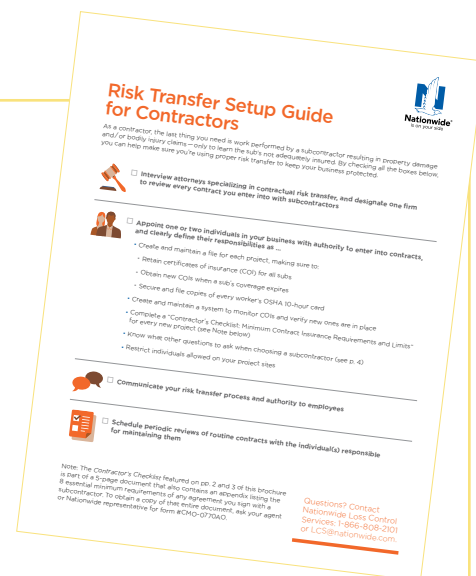 Nationwide®
is on your side
Risk Transfer Setup Guide
for Contractors
As a contractor, the last thing you need is work performed by a subcontractor resulting in property damage
and/or bodily injury claims—only to learn the sub's not adequately insured. By checking all the boxes below,
you can help make sure you're using proper risk transfer to keep your business protected.
Interview attorneys specializing in contractual risk transfer, and designate one firm
to review every contract you enter into with subcontractors
Appoint one or two individuals in your business with authority to enter into contracts,
and clearly define their responsibilities as ...
• Create and maintain a file for each project, making sure to:
• Retain certificates of insurance (COI) for all subs
• Obtain new COIs when a sub's coverage expires
• Secure and file copies of every worker's OSHA 10-hour card
• Create and maintain a system to monitor COIs and verify new ones are in place
• Complete a "Contractor's Checklist: Minimum Contract Insurance Requirements and Limits"
for every new project (see Note below)
• Know what other questions to ask when choosing a subcontractor (see p. 4)
• Restrict individuals allowed on your project sites
Communicate your risk transfer process and authority to employees
Schedule periodic reviews of routine contracts with the individual(s) responsible
for maintaining them
Note: The Contractor's Checklist featured on pp. 2 and 3 of this brochure
is part of a 5-page document that also contains an appendix listing the
8 essential minimum requirements of any agreement you sign with a
subcontractor. To obtain a copy of that entire document, ask your agent
or Nationwide representative for form #CMO-0770AO.
Questions? Contact
Nationwide Loss Control
Services: 1-866-808-2101
or LCS@nationwide.com.